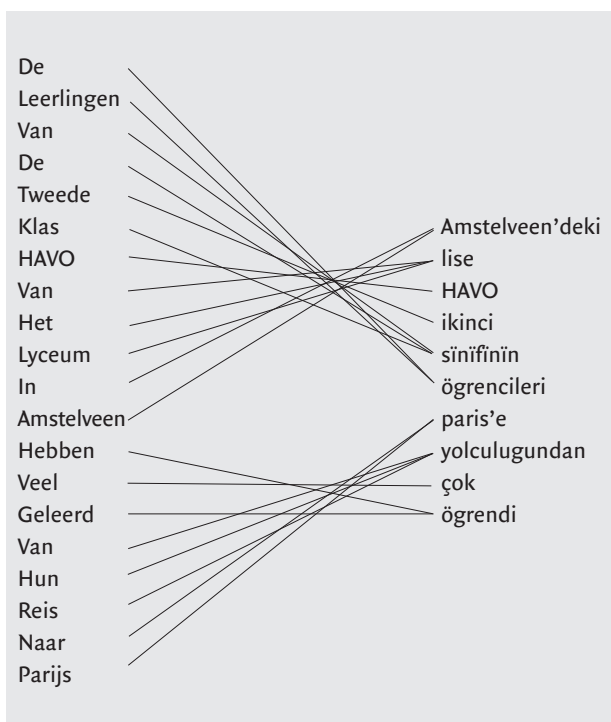 De
Leerlingen
Van
De
Tweede
Klas
HAVO
Van
Het
Lyceum
In
Amstelveen
Hebben
Veel
Geleerd
Van
Hun
Reis
Naar
Parijs
Amstelveen’deki
lise
HAVO
ikinci
sïnïfïnïn
ögrencileri
paris’e
yolculugundan
çok
ögrendi